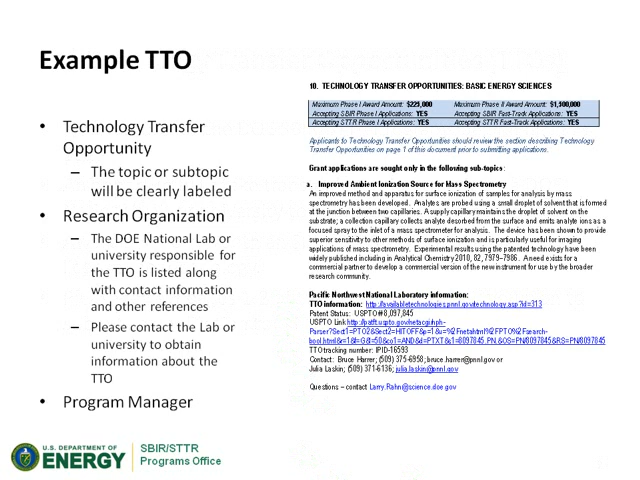 Example TTO
• Technology Transfer
Opportunity
– The topic or subtopic
will be clearly labeled
• Research Organization
– The DOE National Lab or
university responsible for
the TTO is listed along
with contact information
and other references
– Please contact the Lab or
university to obtain
information about the
TTO
• Program Manager
10. TECHNOLOGY TRANSFER OPPORTUNITIES: BASIC ENERGY SCIENCES
Maximum Phase I Award Amount: $225,000 Maximum Phase II Award Amount: $1,500,000
Accepting SBIR Phase I Applications: YES Accepting SBIR Fast-Track Applications: YES
Accepting STTR Phase I Applications: YES Accepting STTR Fast-Track Applications: YES
Applicants to Technology Transfer Opportunities should review the section describing Technology
Transfer Opportunities on page 1 of this document prior to submitting applications.
Grant applications are sought only in the following subtopics:
a. Improved Ambient Ionization Source for Mass Spectrometry
An improved method and apparatus for surface ionization of samples for analysis by mass
spectrometry has been developed. Analytes are probed using a small droplet of solvent that is formed
at the junction between two capillaries. A supply capillary maintains the droplet of solvent on the
substrate; a collection capillary collects analyte desorbed from the surface and emits analyte ions as a
focused spray to the inlet of a mass spectrometer for analysis. The device has been shown to provide
superior sensitivity to other methods of surface ionization and is particularly useful for imaging
applications of mass spectrometry. Experimental results using the patented technology have been
widely published including in Analytical Chemistry 2010, 82, 7979–7986. A need exists for a
commercial partner to develop a commercial version of the new instrument for use by the broader
research community.
Pacific Northwest National Laboratory information:
TTO information: http://availabletechnologies.pnnl.gov/technology.asp?id=313
Patent Status: USPTO# 8,097,845
USPTO Link
TTO tracking number: IPID-16593
Contact: Bruce Harrer; (509) 375-6958; bruce.harrer@pnnl.gov or
Julia Laskin; (509) 371-6136; julia.laskin@pnnl.gov
Questions – contact Larry.Rahn@science.doe.gov
U.S. DEPARTMENT OF
ENERGY
SBIR/STTR
Programs Office